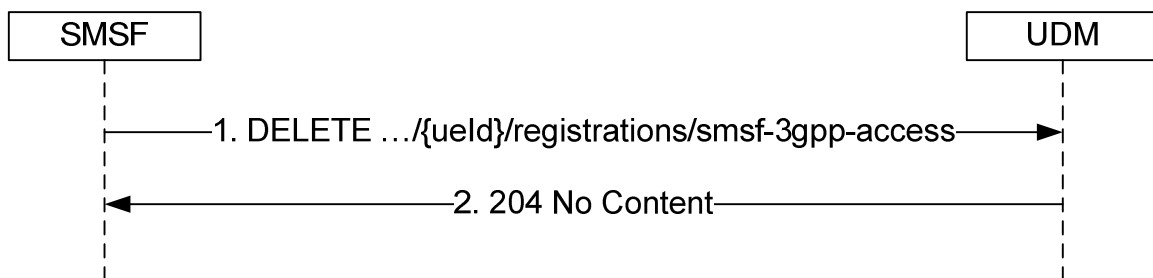 SMSF
UDM
1. DELETE …/{ueId}/registrations/smsf-3gpp-access
2. 204 No Content